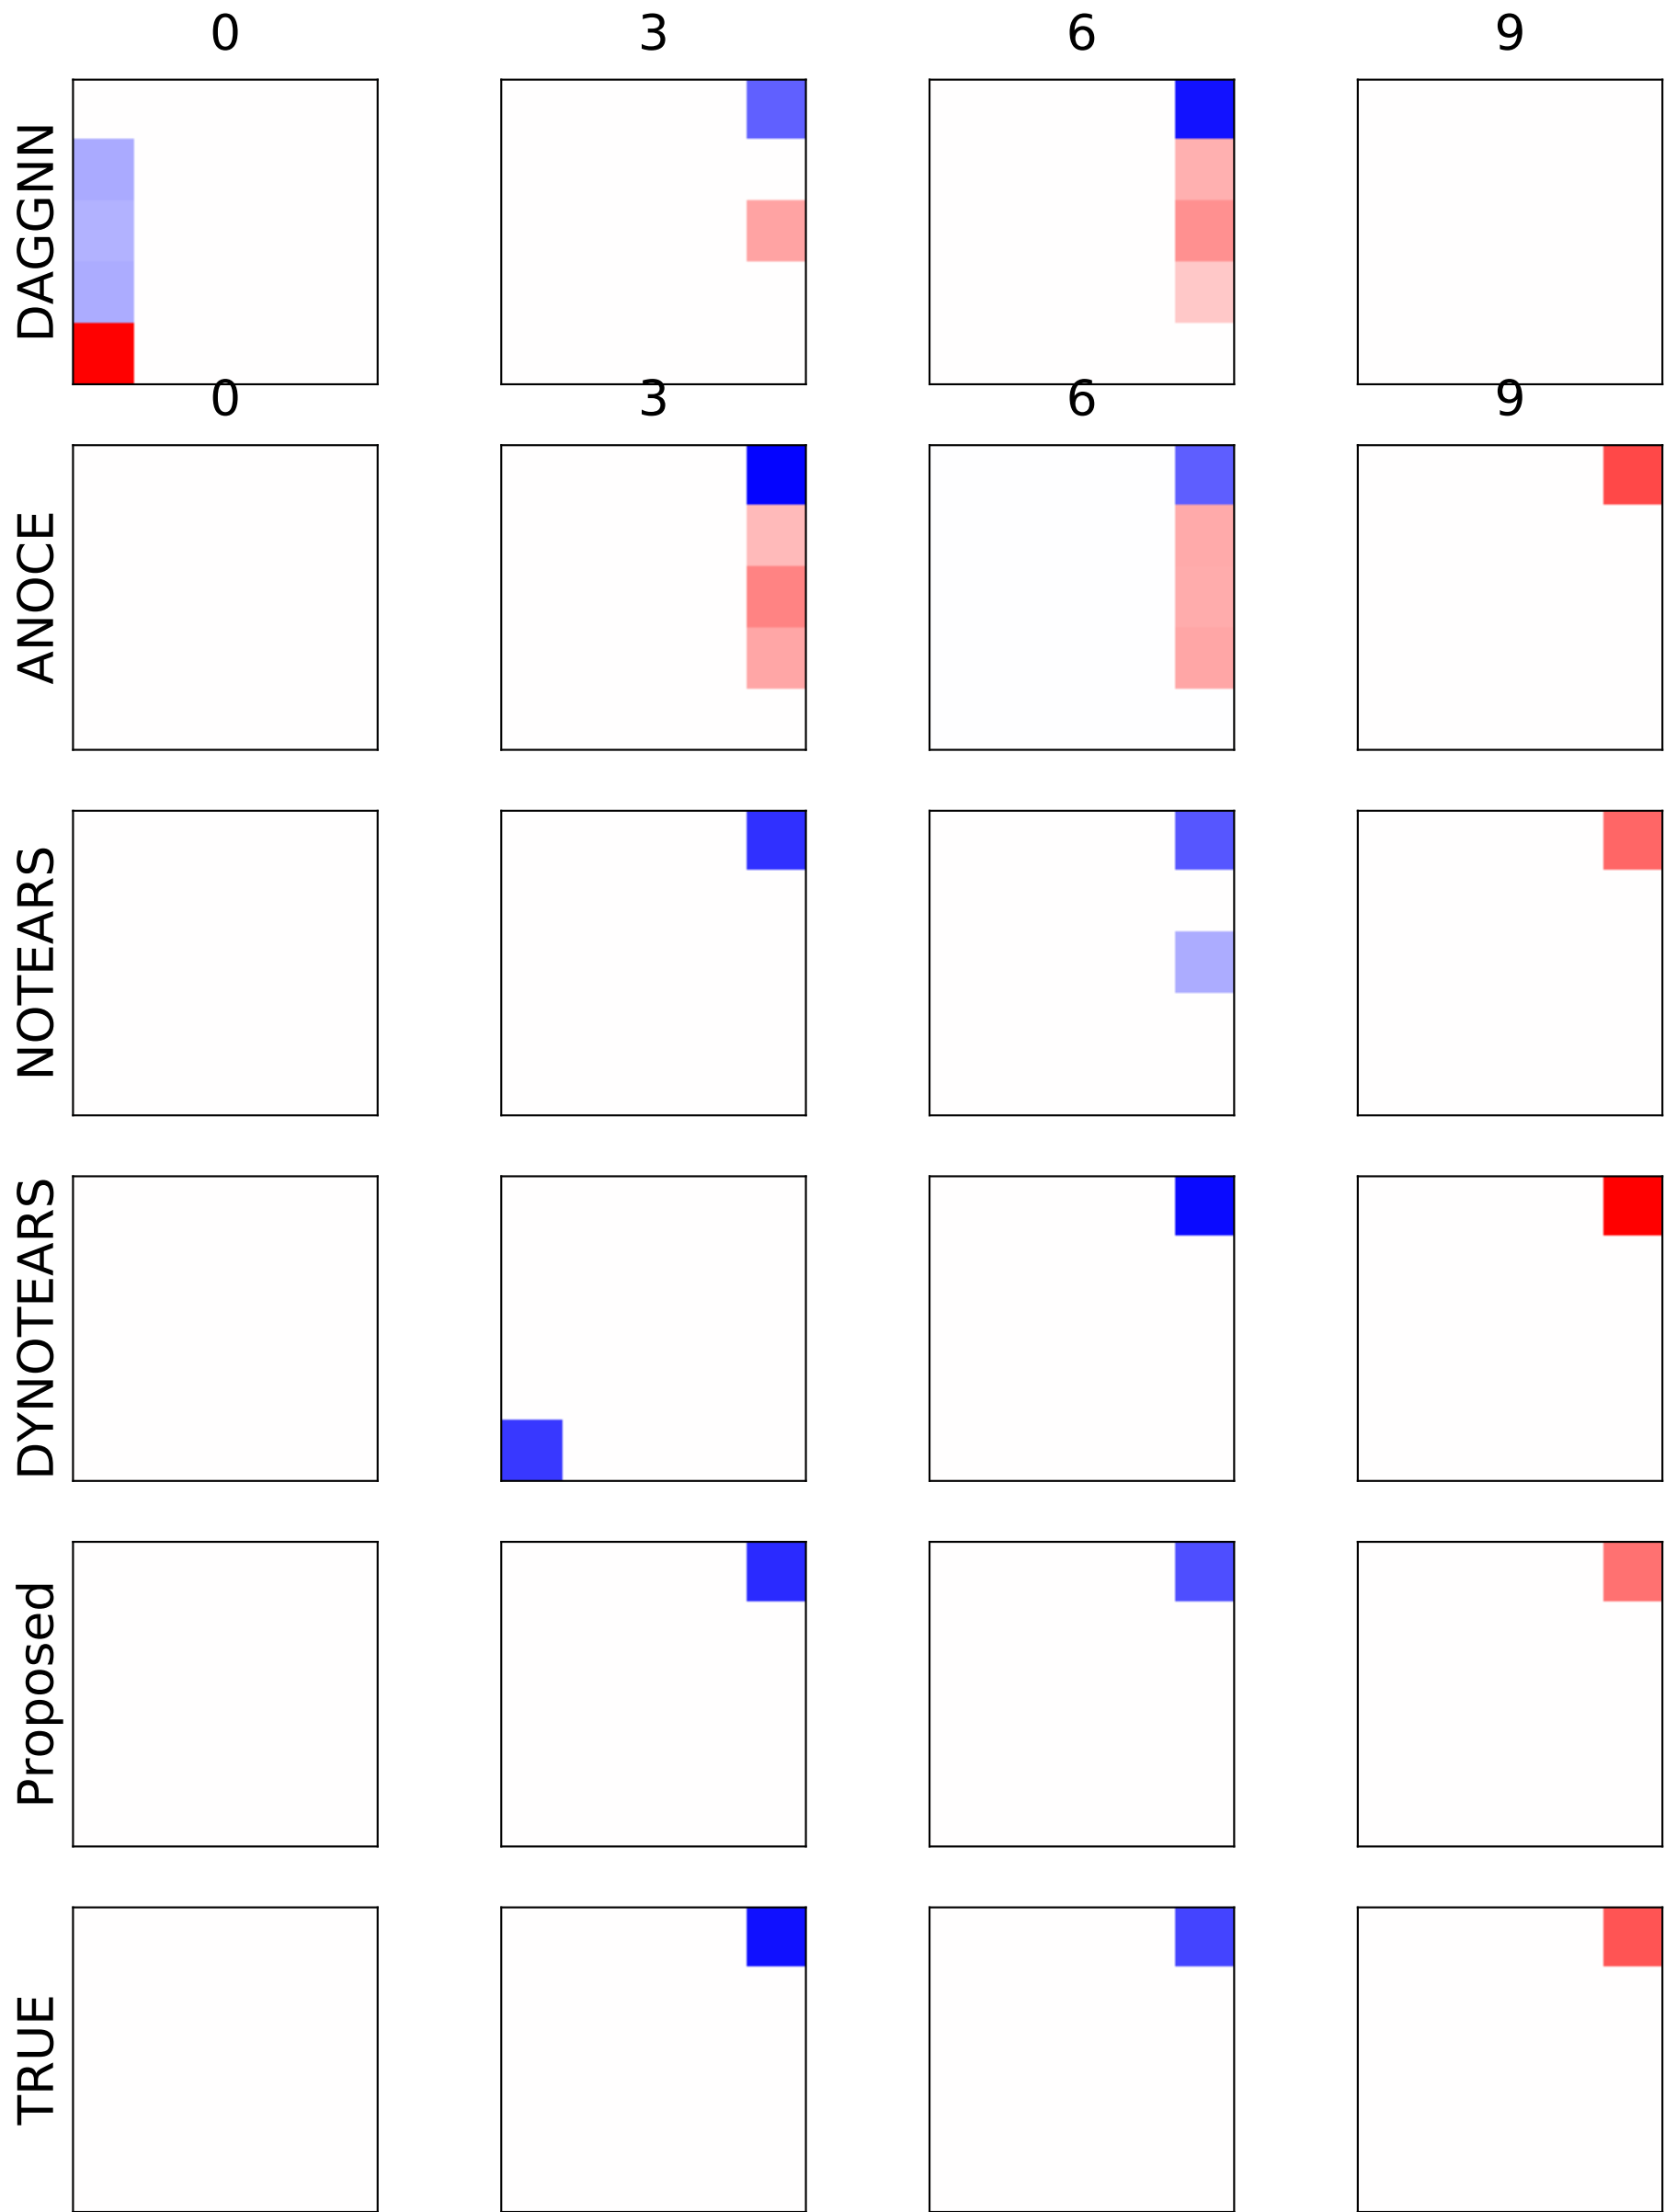 0 3 6 9
DAGGNN
0 3 6 9
ANOCE
NOTEARS
DYNOTEARS
Proposed
TRUE